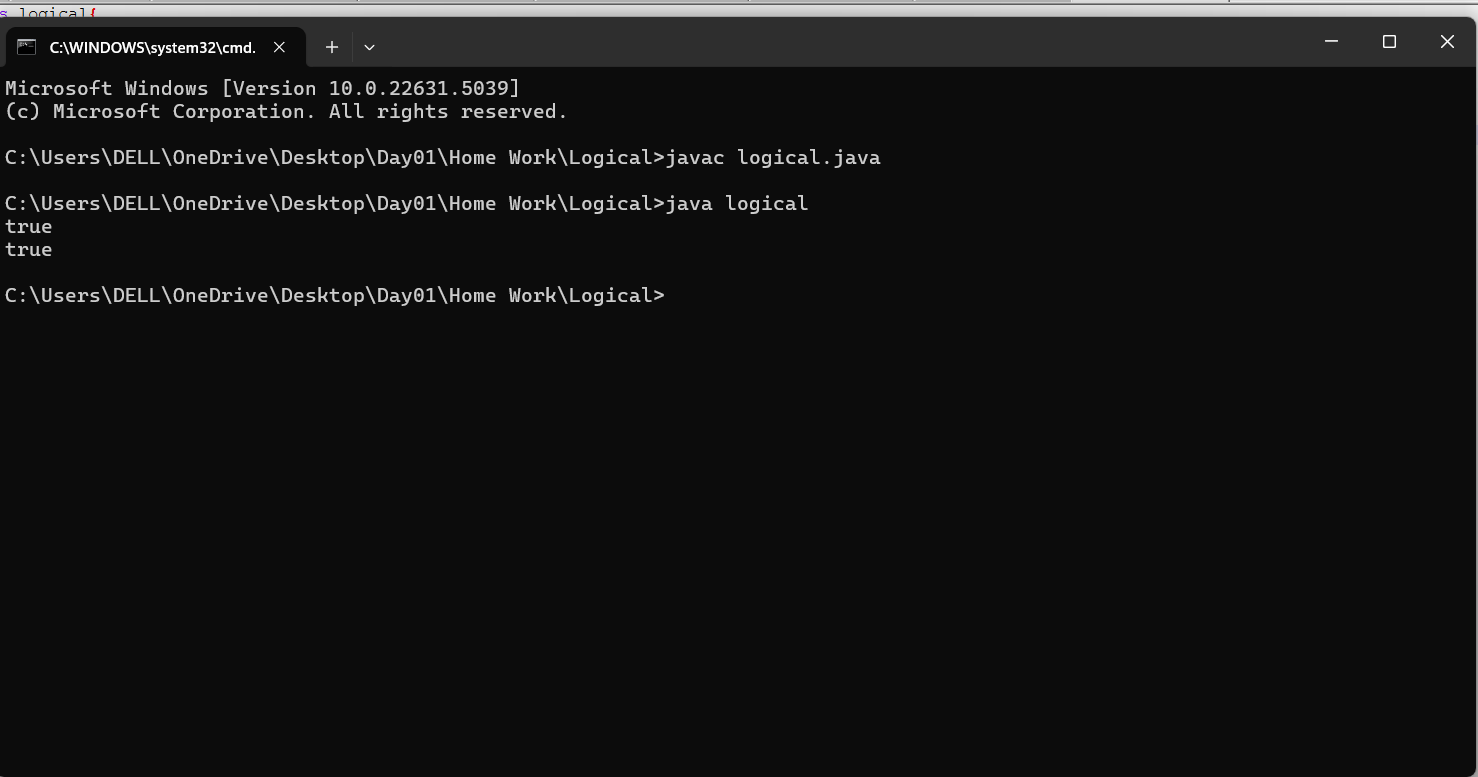 s logical{
C:\WINDOWS\system32\cmd.
Microsoft Windows [Version 10.0.22631.5039]
(c) Microsoft Corporation. All rights reserved.
C:\Users\DELL\OneDrive\Desktop\Day01\Home Work\Logical>javac logical.java
C:\Users\DELL\OneDrive\Desktop\Day01\Home Work\Logical>java logical
true
true
C:\Users\DELL\OneDrive\Desktop\Day01\Home Work\Logical>